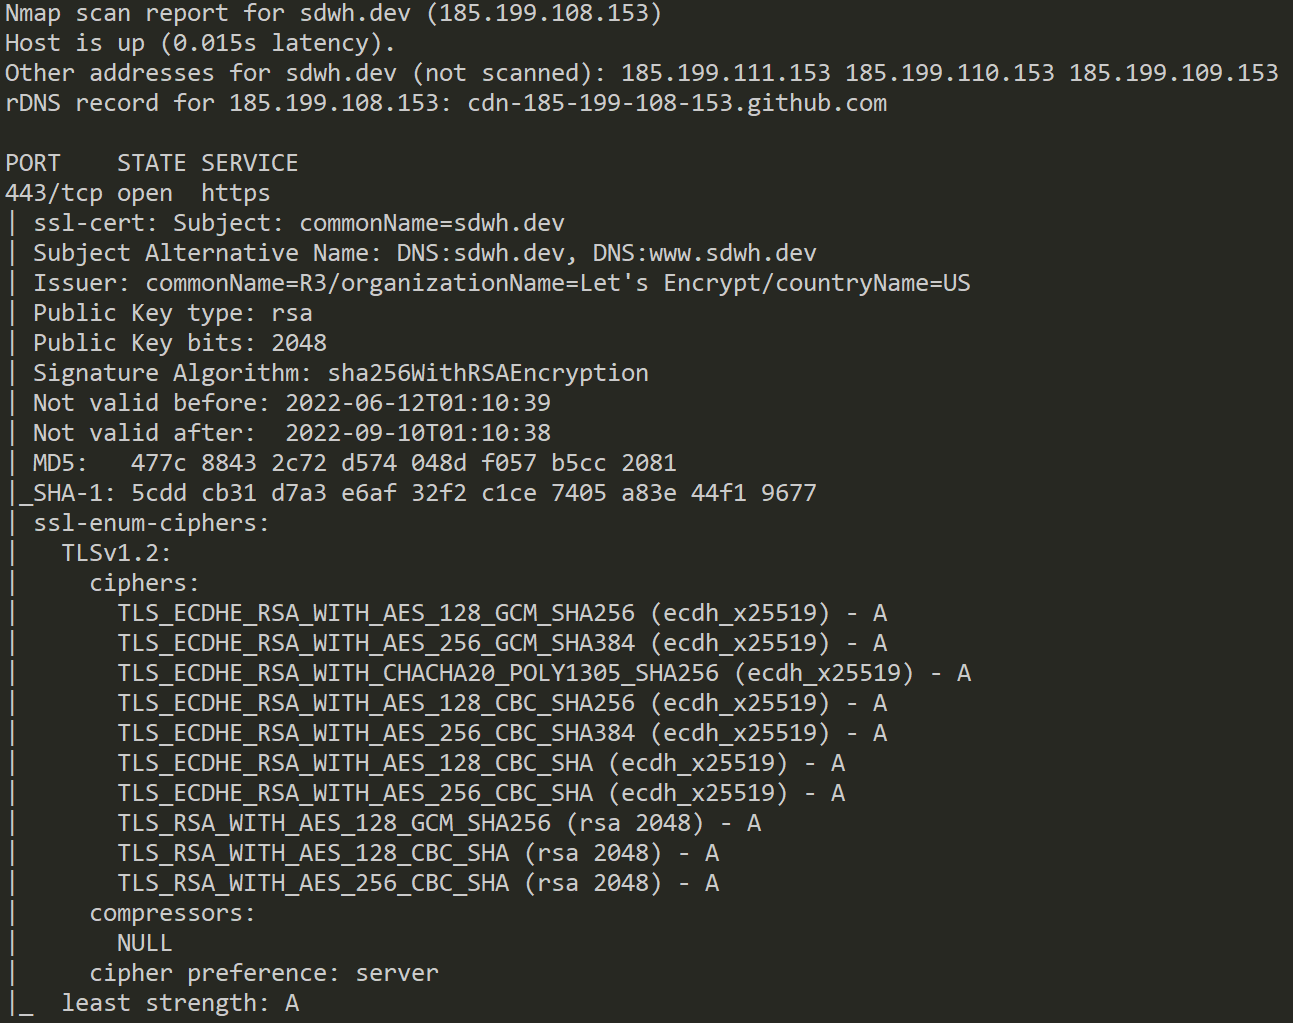 Nmap scan report for sdwh.dev (185.199.108.153)
Host is up (0.015s latency).
Other addresses for sdwh.dev (not scanned): 185.199.111.153 185.199.110.153 185.199.109.153
rDNS record for 185.199.108.153: cdn-185-199-108-153.github.com

PORT    STATE SERVICE
443/tcp open  https
| ssl-cert: Subject: commonName=sdwh.dev
| Subject Alternative Name: DNS:sdwh.dev, DNS:www.sdwh.dev
| Issuer: commonName=R3/organizationName=Let's Encrypt/countryName=US
| Public Key type: rsa
| Public Key bits: 2048
| Signature Algorithm: sha256WithRSAEncryption
| Not valid before: 2022-06-12T01:10:39
| Not valid after:  2022-09-10T01:10:38
| MD5:   477c 8843 2c72 d574 048d f057 b5cc 2081
|_SHA-1: 5cdd cb31 d7a3 e6af 32f2 c1ce 7405 a83e 44f1 9677
| ssl-enum-ciphers:
|   TLSv1.2:
|     ciphers:
|       TLS_ECDHE_RSA_WITH_AES_128_GCM_SHA256 (ecdh_x25519) - A
|       TLS_ECDHE_RSA_WITH_AES_256_GCM_SHA384 (ecdh_x25519) - A
|       TLS_ECDHE_RSA_WITH_CHACHA20_POLY1305_SHA256 (ecdh_x25519) - A
|       TLS_ECDHE_RSA_WITH_AES_128_CBC_SHA256 (ecdh_x25519) - A
|       TLS_ECDHE_RSA_WITH_AES_256_CBC_SHA384 (ecdh_x25519) - A
|       TLS_ECDHE_RSA_WITH_AES_128_CBC_SHA (ecdh_x25519) - A
|       TLS_ECDHE_RSA_WITH_AES_256_CBC_SHA (ecdh_x25519) - A
|       TLS_RSA_WITH_AES_128_GCM_SHA256 (rsa 2048) - A
|       TLS_RSA_WITH_AES_128_CBC_SHA (rsa 2048) - A
|       TLS_RSA_WITH_AES_256_CBC_SHA (rsa 2048) - A
|     compressors:
|       NULL
|     cipher preference: server
|_  least strength: A